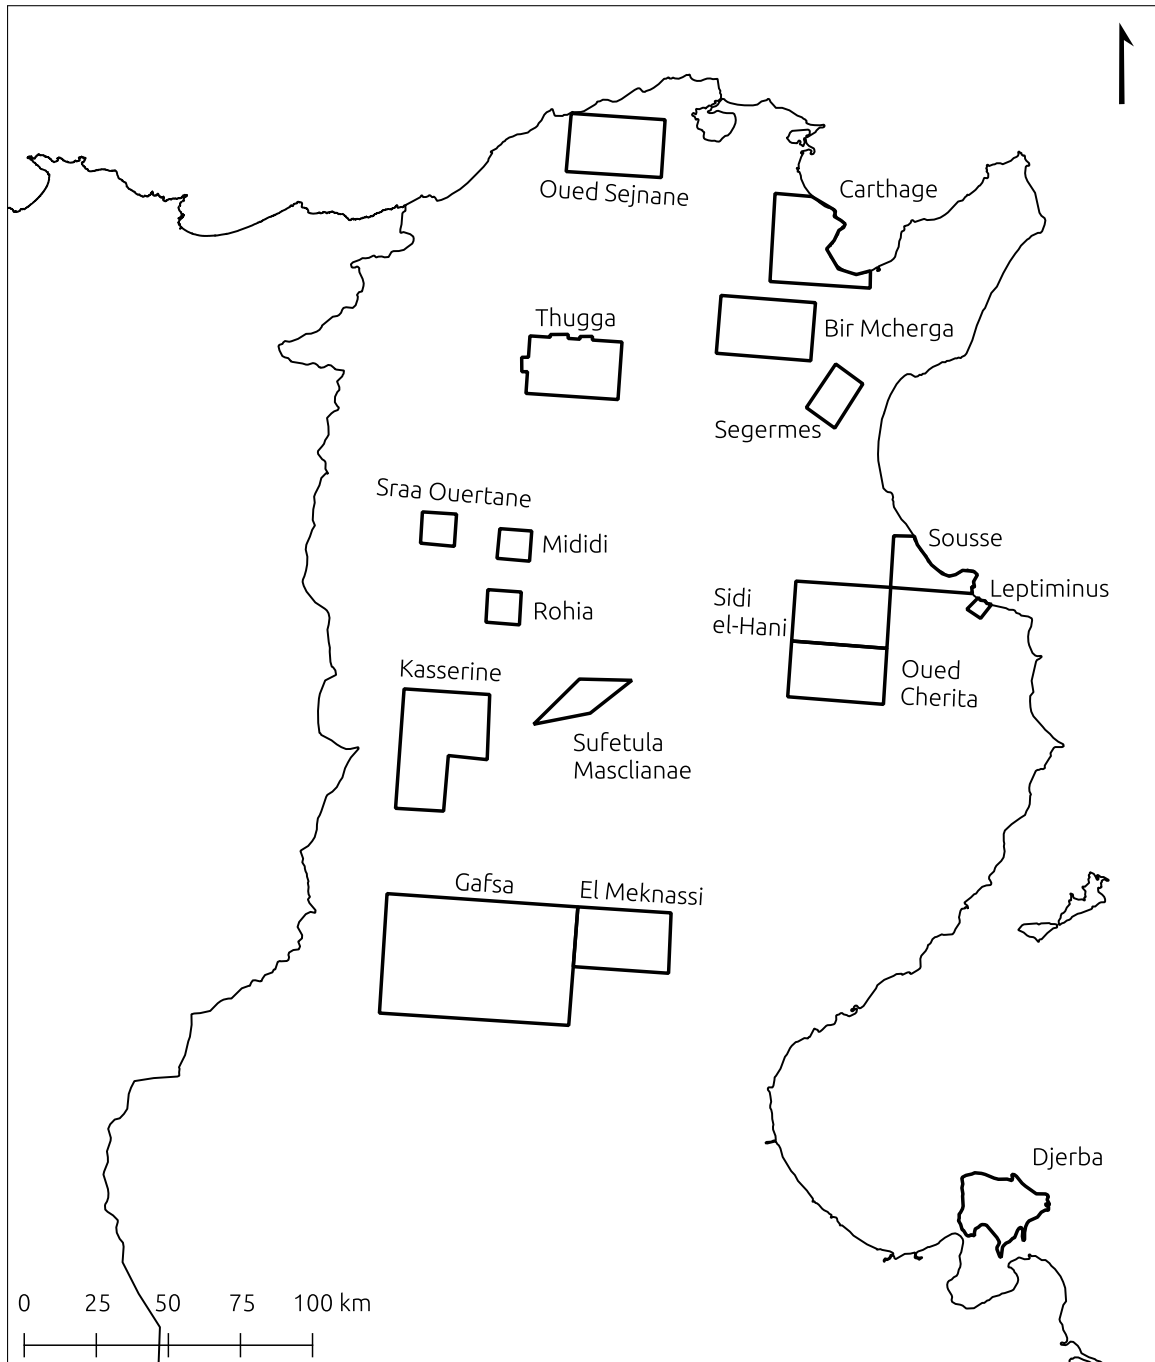 Carthage
Oued Sejnane
Thugga
Bir Mcherga
Segermes
Sraa Ouertane
Mididi
Sousse
Leptiminus
Sidi
el-Hani
Rohia
Kasserine
Oued
Cherita
Sufetula
Masclianae
Gafsa
El Meknassi
Djerba
0 25 50 75 100 km